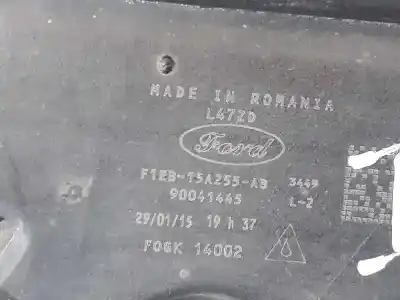 MADE IN ROMANIA
L47ZD
Ford
F1EB-15A255-AB 3449
90041445 L-2
29/01/15 19 h 37
FOGK 14002